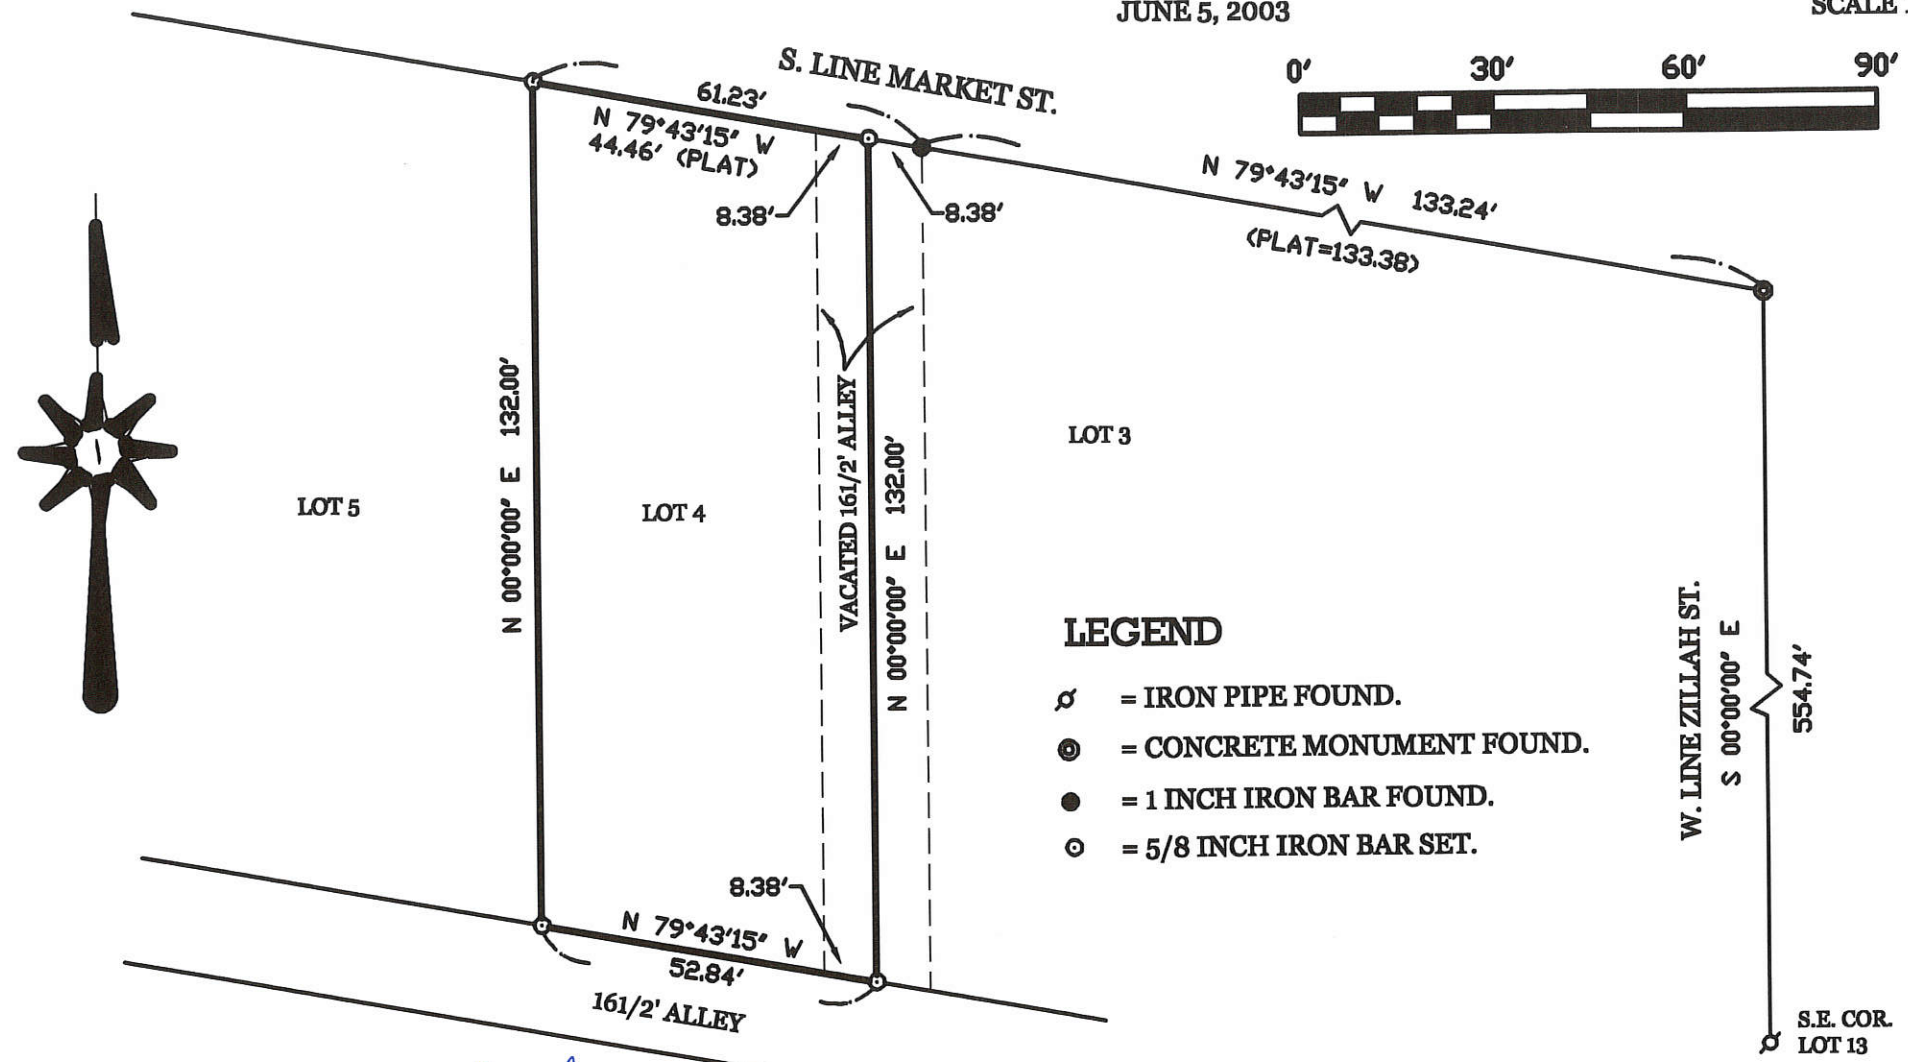 JUNE 5, 2003
SCALE
0' 30' 60' 90'
S. LINE MARKET ST.
61.23'
N 79°43'15" W
44.46' (PLAT)
8.38'
8.38'
N 79°43'15" W 133.24'
(PLAT=133.38)
N 00°00'00" E 132.00'
VACATED 161/2' ALLEY
N 00°00'00" E 132.00'
LOT 3
LOT 5
LOT 4
LEGEND
= IRON PIPE FOUND.
= CONCRETE MONUMENT FOUND.
= 1 INCH IRON BAR FOUND.
= 5/8 INCH IRON BAR SET.
W. LINE ZILLAH ST.
S 00°00'00" E
554.74'
8.38'
N 79°43'15" W
52.84'
161/2' ALLEY
S.E. COR.
LOT 13